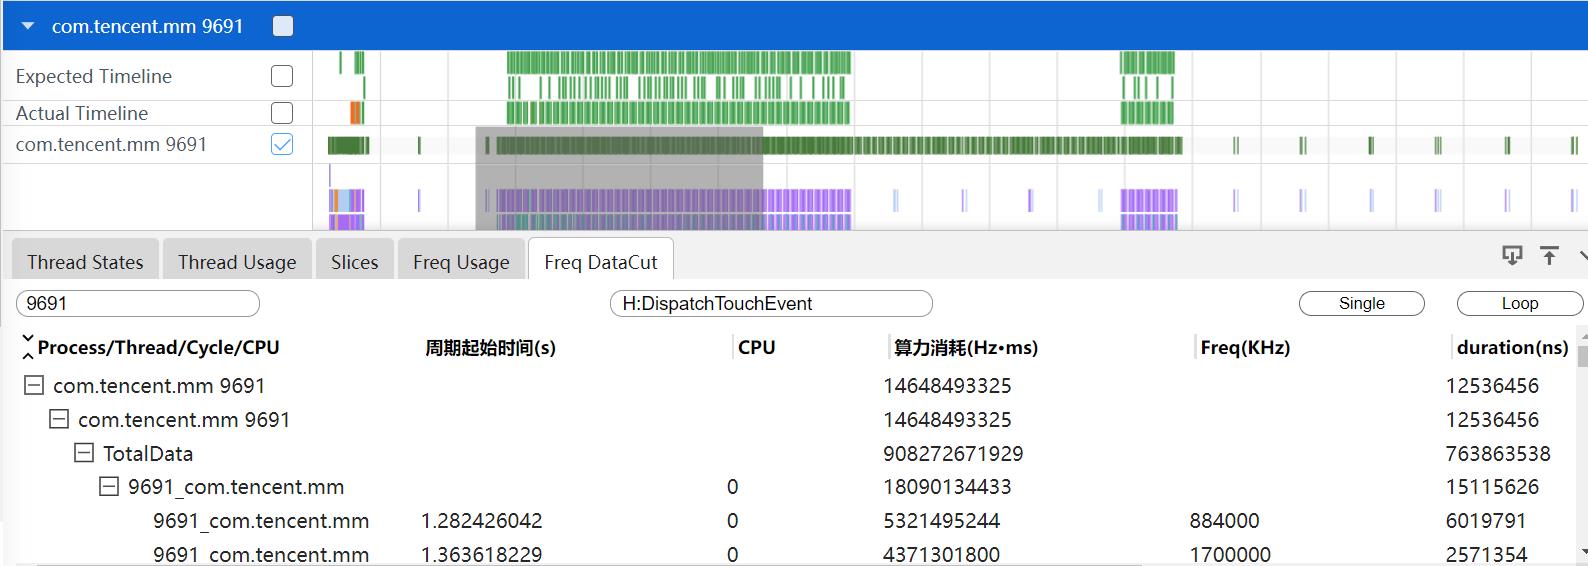 com.tencent.mm 9691
Expected Timeline
Actual Timeline
com.tencent.mm 9691
Thread States Thread Usage Slices Freq Usage Freq DataCut
9691 H:DispatchTouchEvent Single Loop
Process/Thread/Cycle/CPU 周期起始时间(s) CPU 算力消耗(Hz•ms) Freq(KHz) duration(ns)
com.tencent.mm 9691 14648493325 12536456
com.tencent.mm 9691 14648493325 12536456
TotalData 908272671929 763863538
9691_com.tencent.mm 0 18090134433 15115626
9691_com.tencent.mm 1.282426042 0 5321495244 884000 6019791
9691_com.tencent.mm 1.363618229 0 4371301800 1700000 2571354